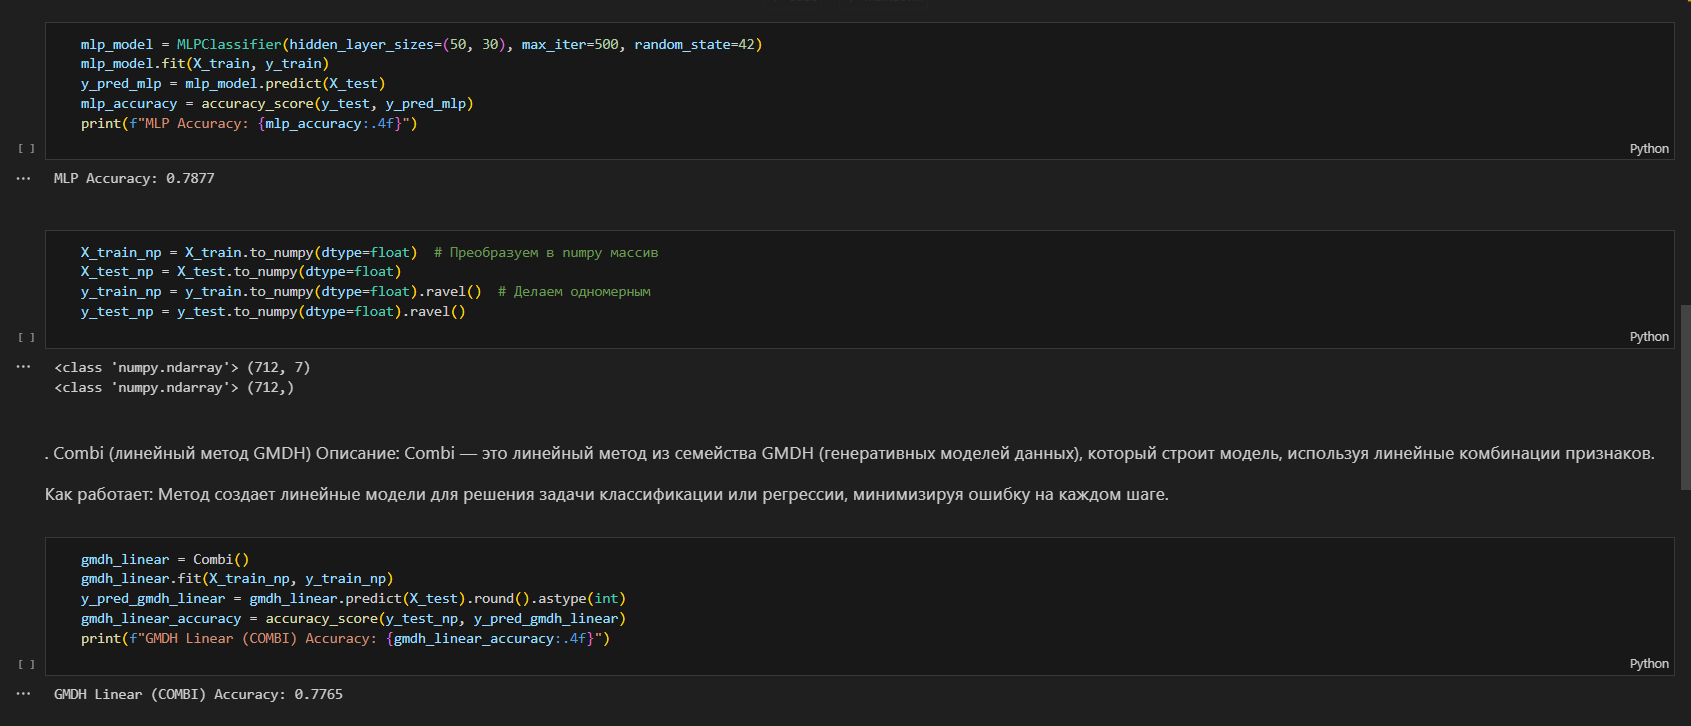 mlp_model = MLPClassifier(hidden_layer_sizes=(50, 30), max_iter=500, random_state=42)
mlp_model.fit(X_train, y_train)
y_pred_mlp = mlp_model.predict(X_test)
mlp_accuracy = accuracy_score(y_test, y_pred_mlp)
print(f"MLP Accuracy: {mlp_accuracy:.4f}")
[ ]
Python
... MLP Accuracy: 0.7877
X_train_np = X_train.to_numpy(dtype=float)  # Преобразуем в numpy массив
X_test_np = X_test.to_numpy(dtype=float)
y_train_np = y_train.to_numpy(dtype=float).ravel()  # Делаем одномерным
y_test_np = y_test.to_numpy(dtype=float).ravel()
[ ]
Python
... <class 'numpy.ndarray'> (712, 7)
<class 'numpy.ndarray'> (712,)
. Combi (линейный метод GMDH) Описание: Combi — это линейный метод из семейства GMDH (генеративных моделей данных), который строит модель, используя линейные комбинации признаков.
Как работает: Метод создает линейные модели для решения задачи классификации или регрессии, минимизируя ошибку на каждом шаге.
gmdh_linear = Combi()
gmdh_linear.fit(X_train_np, y_train_np)
y_pred_gmdh_linear = gmdh_linear.predict(X_test).round().astype(int)
gmdh_linear_accuracy = accuracy_score(y_test_np, y_pred_gmdh_linear)
print(f"GMDH Linear (COMBI) Accuracy: {gmdh_linear_accuracy:.4f}")
[ ]
Python
... GMDH Linear (COMBI) Accuracy: 0.7765